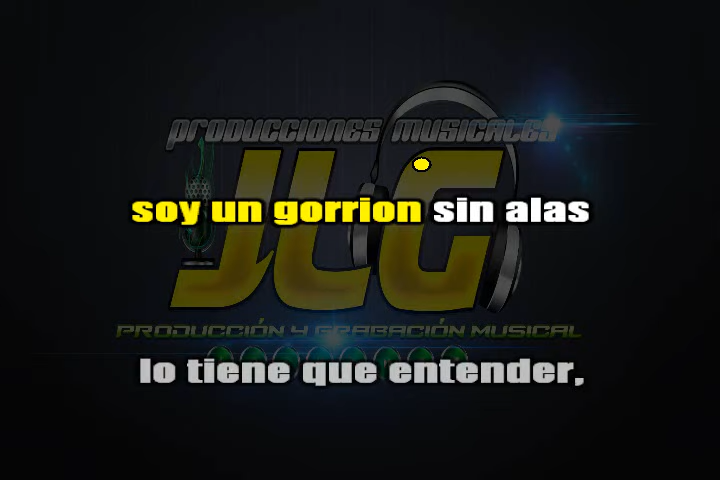 PRODUCCIONES MUSICALES
JLG
soy un gorrion sin alas
PRODUCCIÓN Y GRABACIÓN MUSICAL
lo tiene que entender,